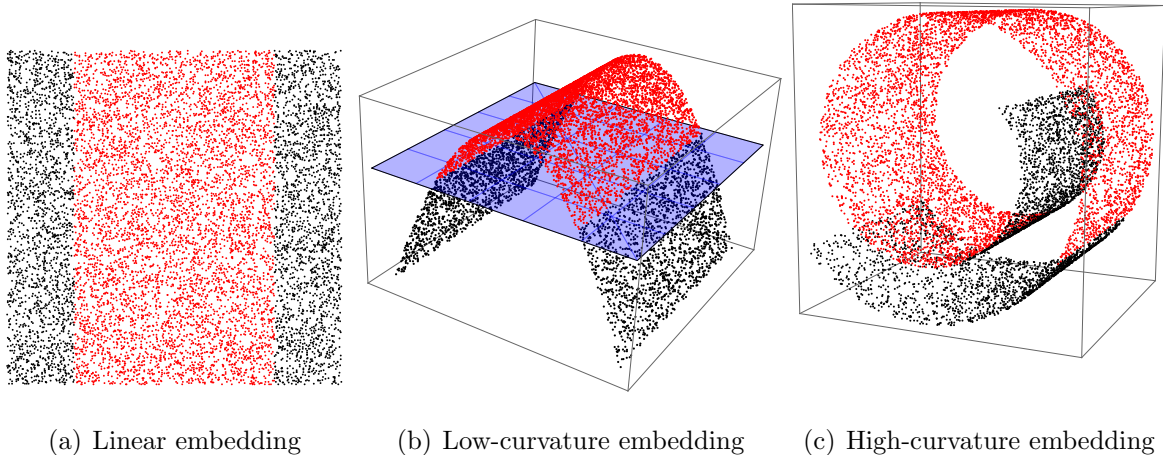 (a) Linear embedding
(b) Low-curvature embedding
(c) High-curvature embedding